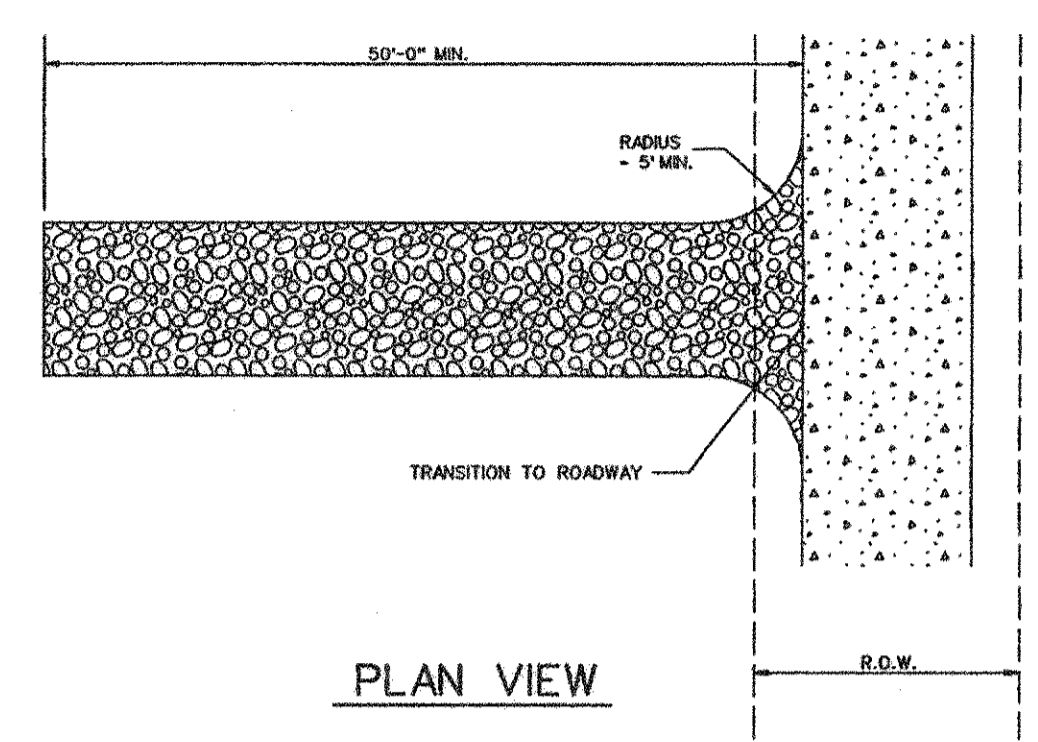 50'-0" MIN.
RADIUS
- 5' MIN.
TRANSITION TO ROADWAY
R.O.W.
PLAN VIEW